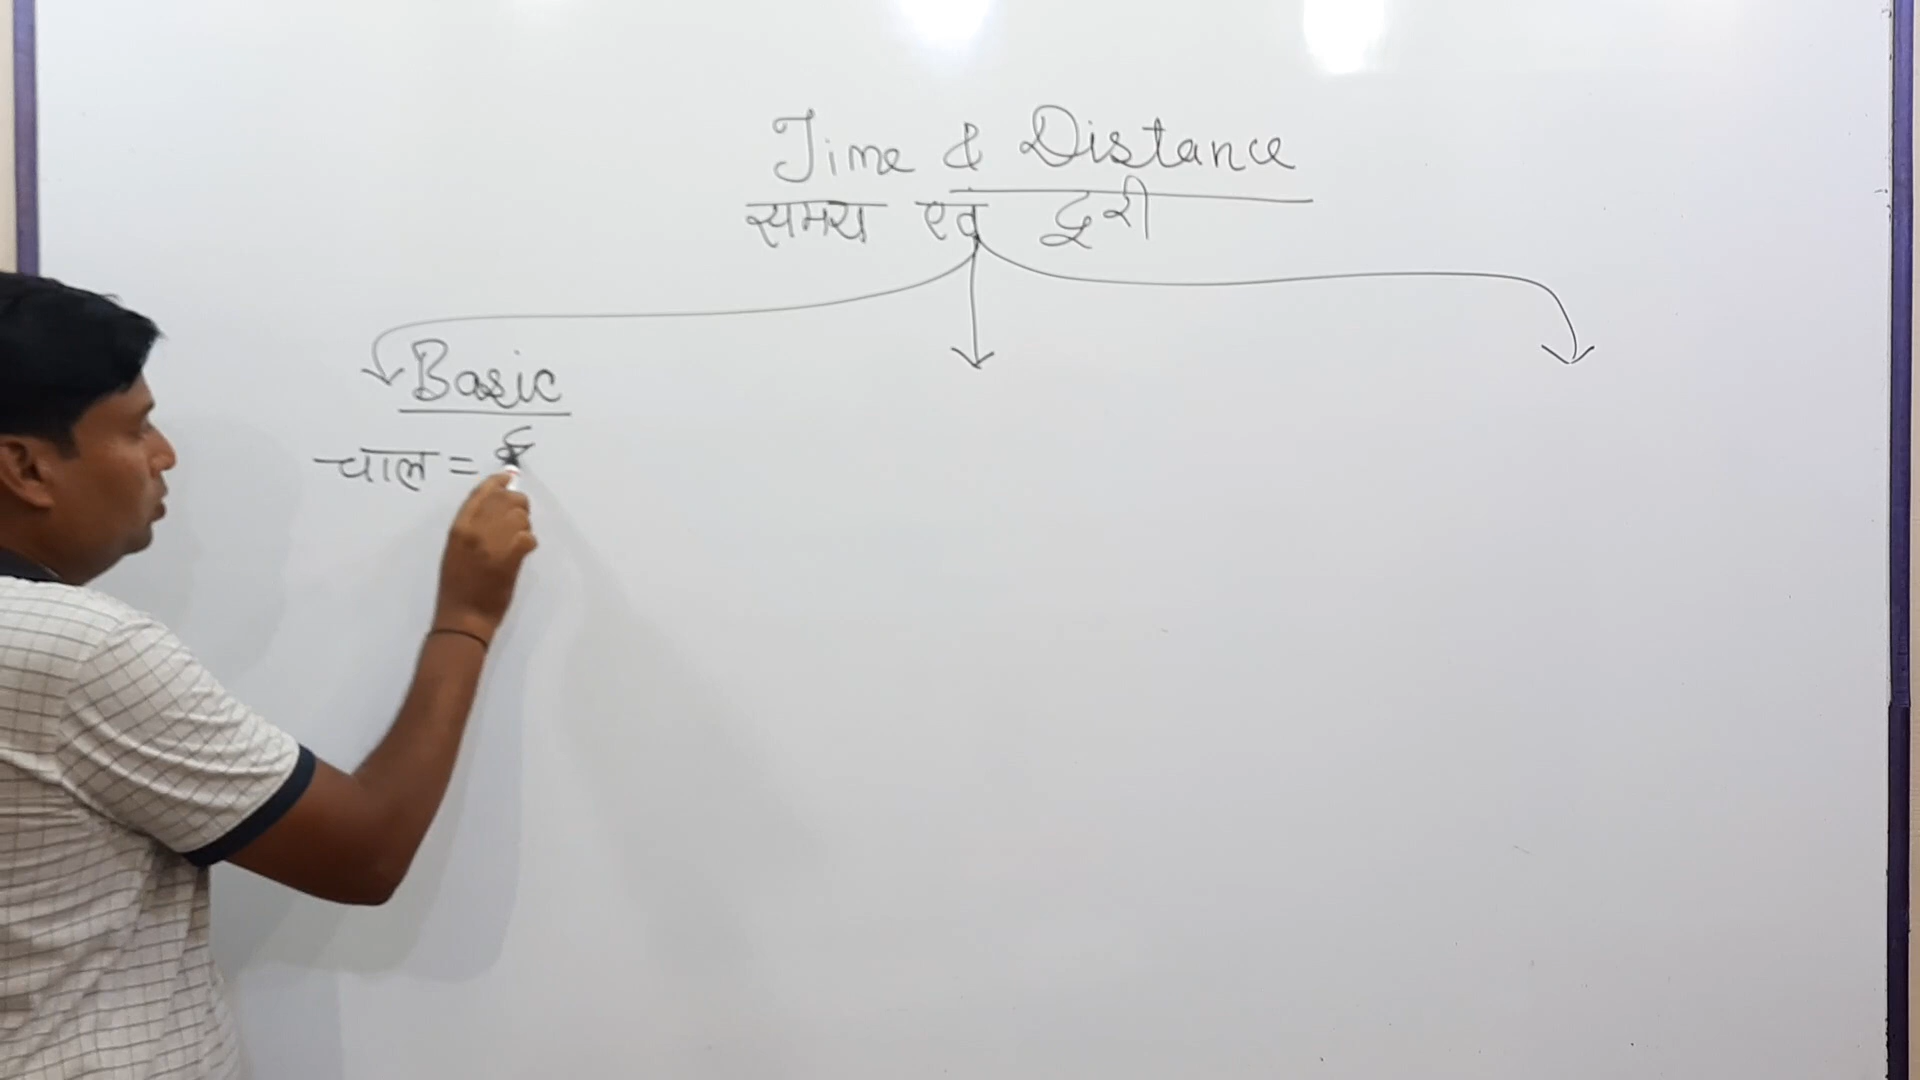 Time & Distance
समय एवं दूरी
Basic
चाल =